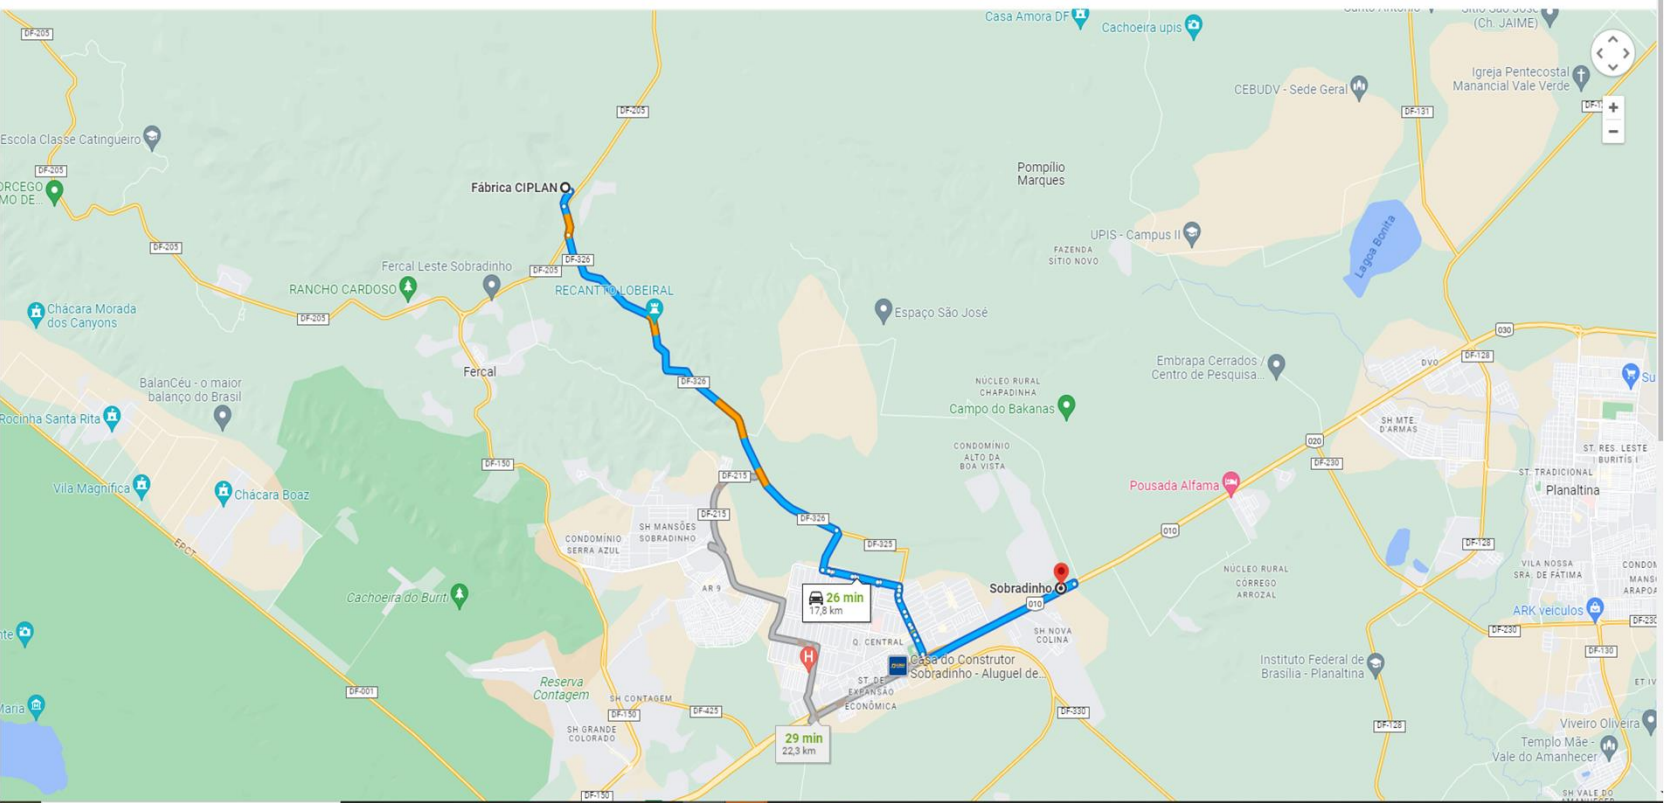 DF-205
Casa Amora DF
Cachoeira upis
(Ch. JAIME)
Igreja Pentecostal
Manancial Vale Verde
CEBUDV - Sede Geral
DF-205
DF-131
Escola Classe Catingueiro
DF-205
Pompílio
Marques
Fábrica CIPLAN
UPIS - Campus II
FAZENDA
SÍTIO NOVO
Lagoa Bonita
DF-205
DF-326
DF-205
Fercal Leste Sobradinho
RANCHO CARDOSO
RECANTTO LOBEIRAL
Chácara Morada
dos Canyons
DF-205
Espaço São José
030
DF-128
DVO
Embrapa Cerrados /
Centro de Pesquisa...
Fercal
DF-326
BalanCéu - o maior
balanço do Brasil
NÚCLEO RURAL
CHAPADINHA
Campo do Bakanas
Rocinha Santa Rita
SH MTE.
D'ARMAS
020
CONDOMÍNIO
ALTO DA
BOA VISTA
ST. RES. LESTE
BURITIS I
DF-150
DF-230
ST. TRADICIONAL
DF-215
Pousada Alfama
Planaltina
Vila Magnifica
Chácara Boaz
DF-215
DF-326
SH MANSÕES
SOBRADINHO
010
CONDOMÍNIO
SERRA AZUL
DF-325
DF-128
EPCT
VILA NOSSA
SRA. DE FÁTIMA
NÚCLEO RURAL
CÓRREGO
ARROZAL
AR 9
Sobradinho
Cachoeira do Buriti
26 min
17,8 km
010
ARK veiculos
DF-230
DF-230
SH NOVA
COLINA
Q. CENTRAL
DF-130
Casa do Construtor
Sobradinho - Aluguel de...
Instituto Federal de
Brasília - Planaltina
ST. DE
EXPANSÃO
ECONÔMICA
Reserva
Contagem
DF-001
SH CONTAGEM
DF-150
DF-425
DF-330
SH GRANDE
COLORADO
DF-128
Viveiro Oliveira
29 min
22,3 km
Templo Mãe -
Vale do Amanhecer
DF-150
SH VALE DO